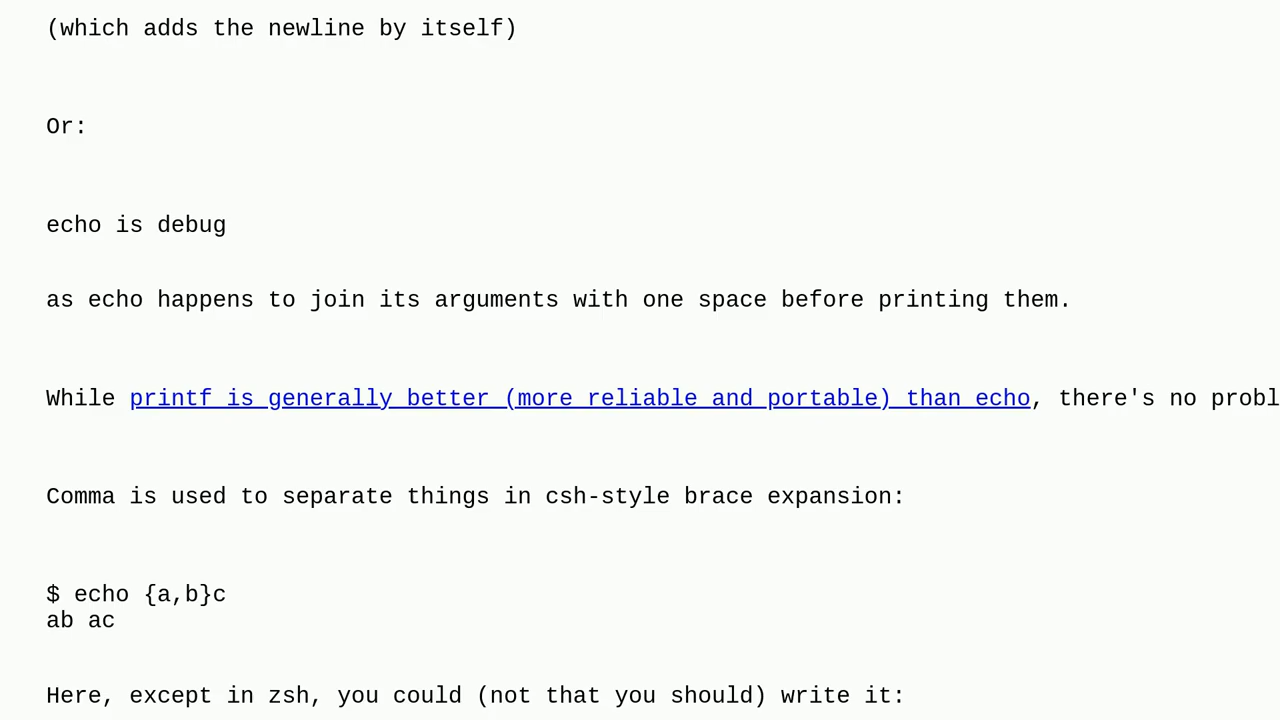 (which adds the newline by itself)
Or:
echo is debug
as echo happens to join its arguments with one space before printing them.
While printf is generally better (more reliable and portable) than echo, there's no probl
Comma is used to separate things in csh-style brace expansion:
$ echo {a,b}c
ab ac
Here, except in zsh, you could (not that you should) write it: